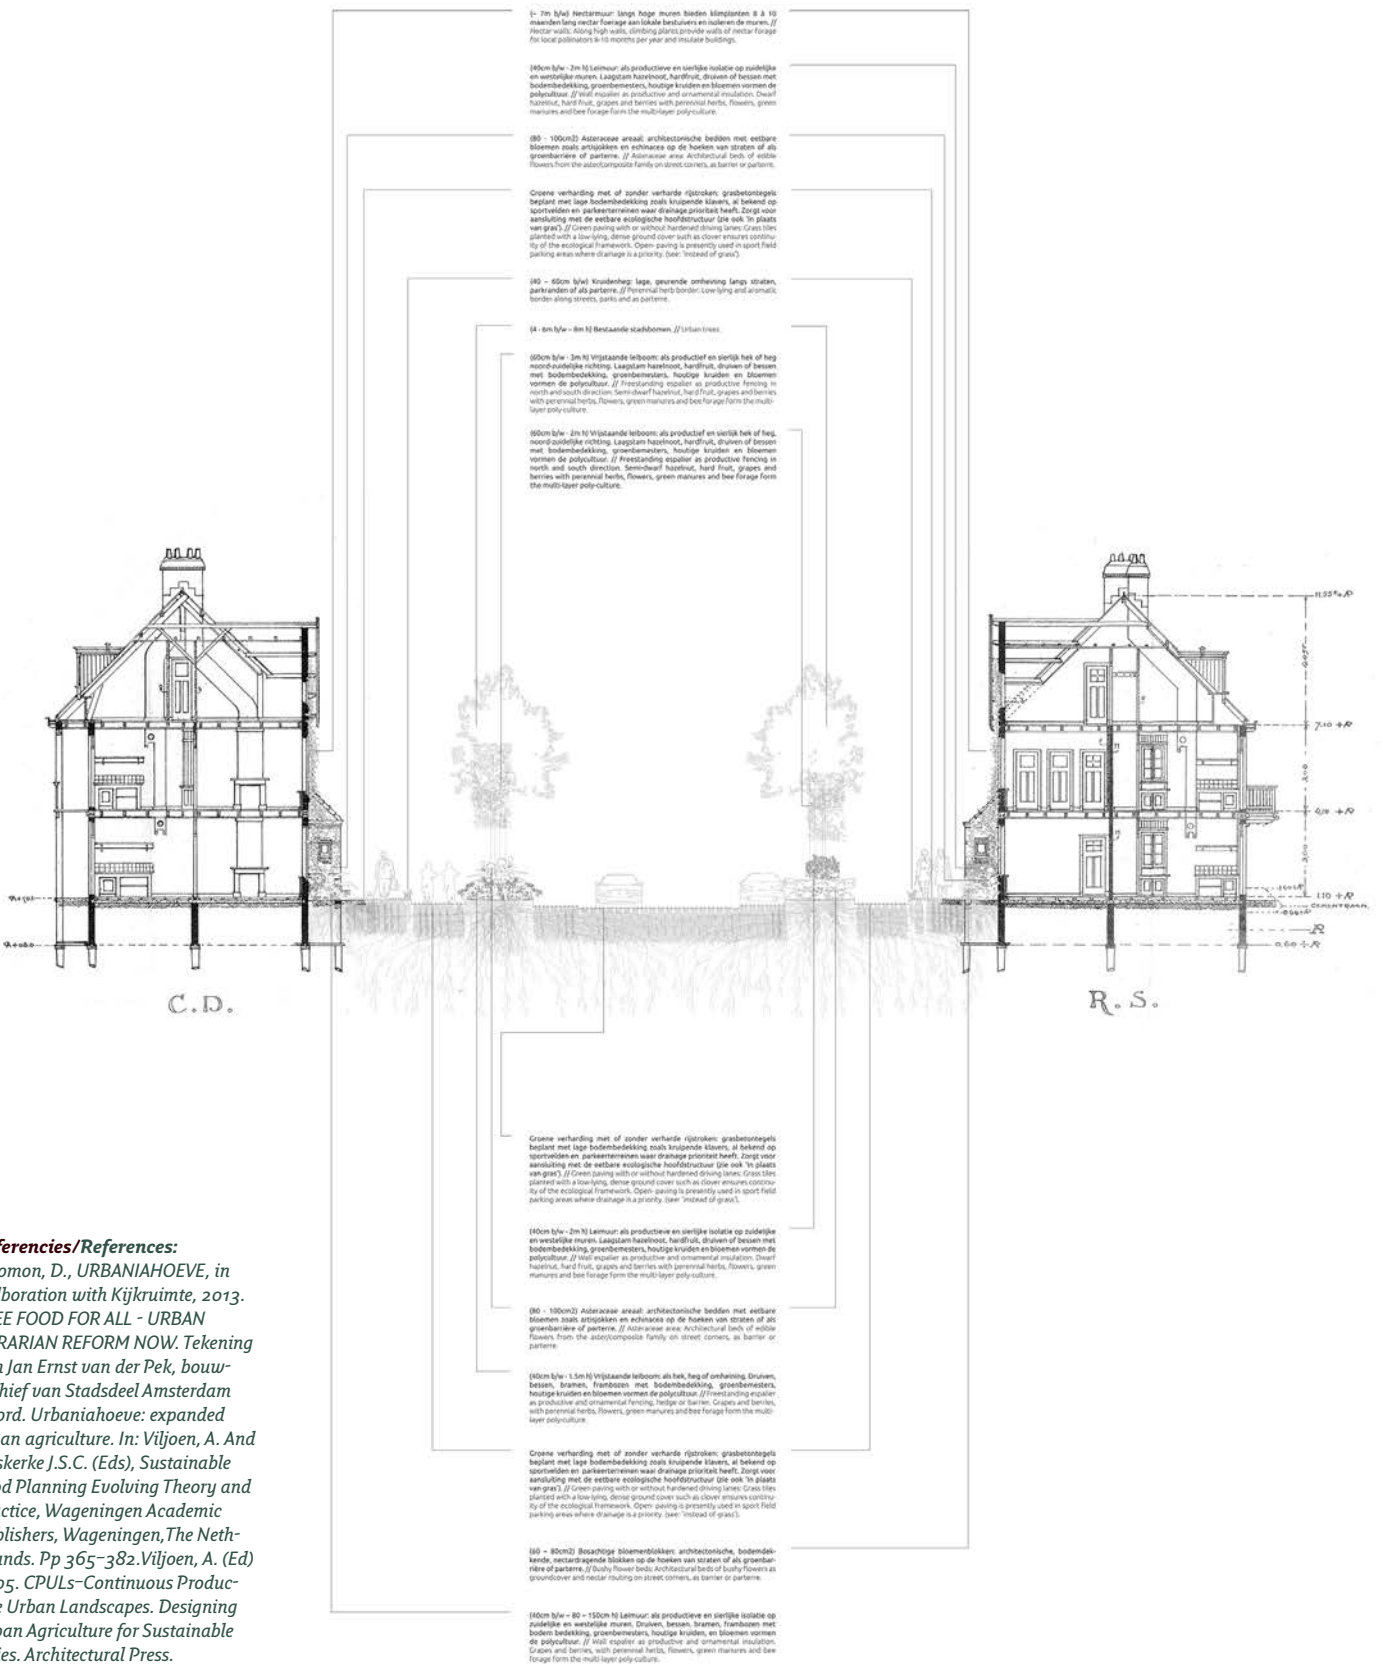 (~ 7m b/w) Nectarmuur: langs hoge muren bieden klimplanten 8 à 10
maanden lang nectar foerage aan lokale bestuivers en isoleren de muren. //
Nectar walls: Along high walls, climbing plants provide walls of nectar forage
for local pollinators 8-10 months per year and insulate buildings.
(40cm b/w - 2m h) Leimuur: als productieve en sierlijke isolatie op zuidelijke
en westelijke muren. Laagstam hazelnoot, hardfruit, druiven of bessen met
bodembedekking, groenbemesters, houtige kruiden en bloemen vormen de
polycultuur. // Wall espalier as productive and ornamental insulation. Dwarf
hazelnut, hard fruit, grapes and berries with perennial herbs, flowers, green
manures and bee forage form the multi-layer poly-culture.
(80 - 100cm2) Asteraceae areaal: architectonische bedden met eetbare
bloemen zoals artisjokken en echinacea op de hoeken van straten of als
groenbarrière of parterre. // Asteraceae area: Architectural beds of edible
flowers from the aster/composite family on street corners, as barrier or parterre.
Groene verharding met of zonder verharde rijstroken: grasbetontegels
beplant met lage bodembedekking zoals kruipende klavers, al bekend op
sportvelden en parkeerterreinen waar drainage prioriteit heeft. Zorgt voor
aansluiting met de eetbare ecologische hoofdstructuur (zie ook 'in plaats
van gras'). // Green paving with or without hardened driving lanes: Grass tiles
planted with a low-lying, dense ground cover such as clover ensures continu-
ity of the ecological framework. Open- paving is presently used in sport field
parking areas where drainage is a priority. (see: 'instead of grass').
(40 – 60cm b/w) Kruidenheg: lage, geurende omheining langs straten,
parkranden of als parterre. // Perennial herb border: Low-lying and aromatic
border along streets, parks and as parterre.
(4 - 6m b/w – 8m h) Bestaande stadsbomen. // Urban trees.
(60cm b/w - 3m h) Vrijstaande leiboom: als productief en sierlijk hek of heg
noord-zuidelijke richting. Laagstam hazelnoot, hardfruit, druiven of bessen
met bodembedekking, groenbemesters, houtige kruiden en bloemen
vormen de polycultuur. // Freestanding espalier as productive fencing in
north and south direction: Semi-dwarf hazelnut, hard fruit, grapes and berries
with perennial herbs, flowers, green manures and bee forage form the multi-
layer poly-culture.
(60cm b/w - 2m h) Vrijstaande leiboom: als productief en sierlijk hek of heg,
noord-zuidelijke richting. Laagstam hazelnoot, hardfruit, druiven of bessen
met bodembedekking, groenbemesters, houtige kruiden en bloemen
vormen de polycultuur. // Freestanding espalier as productive fencing in
north and south direction. Semi-dwarf hazelnut, hard fruit, grapes and
berries with perennial herbs, flowers, green manures and bee forage form
the multi-layer poly-culture.
7.10 + R
1.10 + R
R
C.D.
R.S.
Groene verharding met of zonder verharde rijstroken: grasbetontegels
beplant met lage bodembedekking zoals kruipende klavers, al bekend op
sportvelden en parkeerterreinen waar drainage prioriteit heeft. Zorgt voor
aansluiting met de eetbare ecologische hoofdstructuur (zie ook 'in plaats
van gras'). // Green paving with or without hardened driving lanes: Grass tiles
planted with a low-lying, dense ground cover such as clover ensures continu-
ity of the ecological framework. Open- paving is presently used in sport field
parking areas where drainage is a priority. (see: 'instead of grass').
(40cm b/w - 2m h) Leimuur: als productieve en sierlijke isolatie op zuidelijke
en westelijke muren. Laagstam hazelnoot, hardfruit, druiven of bessen met
bodembedekking, groenbemesters, houtige kruiden en bloemen vormen de
polycultuur. // Wall espalier as productive and ornamental insulation. Dwarf
hazelnut, hard fruit, grapes and berries with perennial herbs, flowers, green
manures and bee forage form the multi-layer poly-culture.
(80 - 100cm2) Asteraceae areaal: architectonische bedden met eetbare
bloemen zoals artisjokken en echinacea op de hoeken van straten of als
groenbarrière of parterre. // Asteraceae area: Architectural beds of edible
flowers from the aster/composite family on street corners, as barrier or
parterre.
(40cm b/w - 1.5m h) Vrijstaande leiboom: als hek, heg of omheining. Druiven,
bessen, bramen, frambozen met bodembedekking, groenbemesters,
houtige kruiden en bloemen vormen de polycultuur. // Freestanding espalier
as productive and ornamental fencing, hedge or barrier. Grapes and berries,
with perennial herbs, flowers, green manures and bee forage form the multi-
layer poly-culture.
Groene verharding met of zonder verharde rijstroken: grasbetontegels
beplant met lage bodembedekking zoals kruipende klavers, al bekend op
sportvelden en parkeerterreinen waar drainage prioriteit heeft. Zorgt voor
aansluiting met de eetbare ecologische hoofdstructuur (zie ook 'in plaats
van gras'). // Green paving with or without hardened driving lanes: Grass tiles
planted with a low-lying, dense ground cover such as clover ensures continu-
ity of the ecological framework. Open- paving is presently used in sport field
parking areas where drainage is a priority. (see: 'instead of grass').
(60 – 80cm2) Bosachtige bloemenblokken: architectonische, bodemdek-
kende, nectardragende blokken op de hoeken van straten of als groenbar-
rière of parterre. // Bushy flower beds: Architectural beds of bushy flowers as
groundcover and nectar routing on street corners, as barrier or parterre.
(40cm b/w – 80 – 150cm h) Leimuur: als productieve en sierlijke isolatie op
zuidelijke en westelijke muren. Druiven, bessen, bramen, frambozen met
bodem bedekking, groenbemesters, houtige kruiden, en bloemen vormen
de polycultuur. // Wall espalier as productive and ornamental insulation.
Grapes and berries, with perennial herbs, flowers, green manures and bee
forage form the multi-layer poly-culture.
ferencies/References:
omon, D., URBANIAHOEVE, in
llboration with Kijkruimte, 2013.
EE FOOD FOR ALL - URBAN
RARIAN REFORM NOW. Tekening
n Jan Ernst van der Pek, bouw-
hief van Stadsdeel Amsterdam
ord. Urbaniahoeve: expanded
an agriculture. In: Viljoen, A. And
skerke J.S.C. (Eds), Sustainable
d Planning Evolving Theory and
ctice, Wageningen Academic
blishers, Wageningen,The Neth-
ands. Pp 365–382.Viljoen, A. (Ed)
05. CPULs–Continuous Produc-
e Urban Landscapes. Designing
ban Agriculture for Sustainable
ies. Architectural Press.